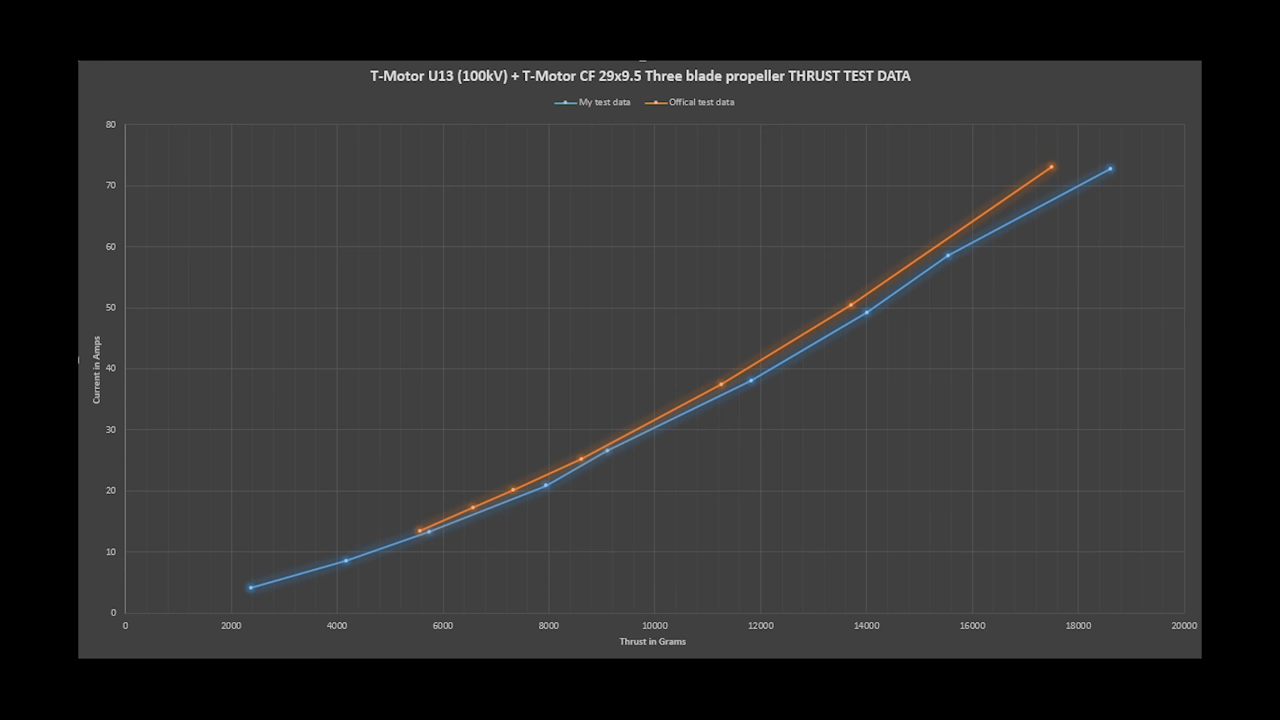 T-Motor U13 (100kV) + T-Motor CF 29x9.5 Three blade propeller THRUST TEST DATA
My test data Offical test data
80
70
60
50
40
30
20
10
0
Current in Amps
0 2000 4000 6000 8000 10000 12000 14000 16000 18000 20000
Thrust in Grams